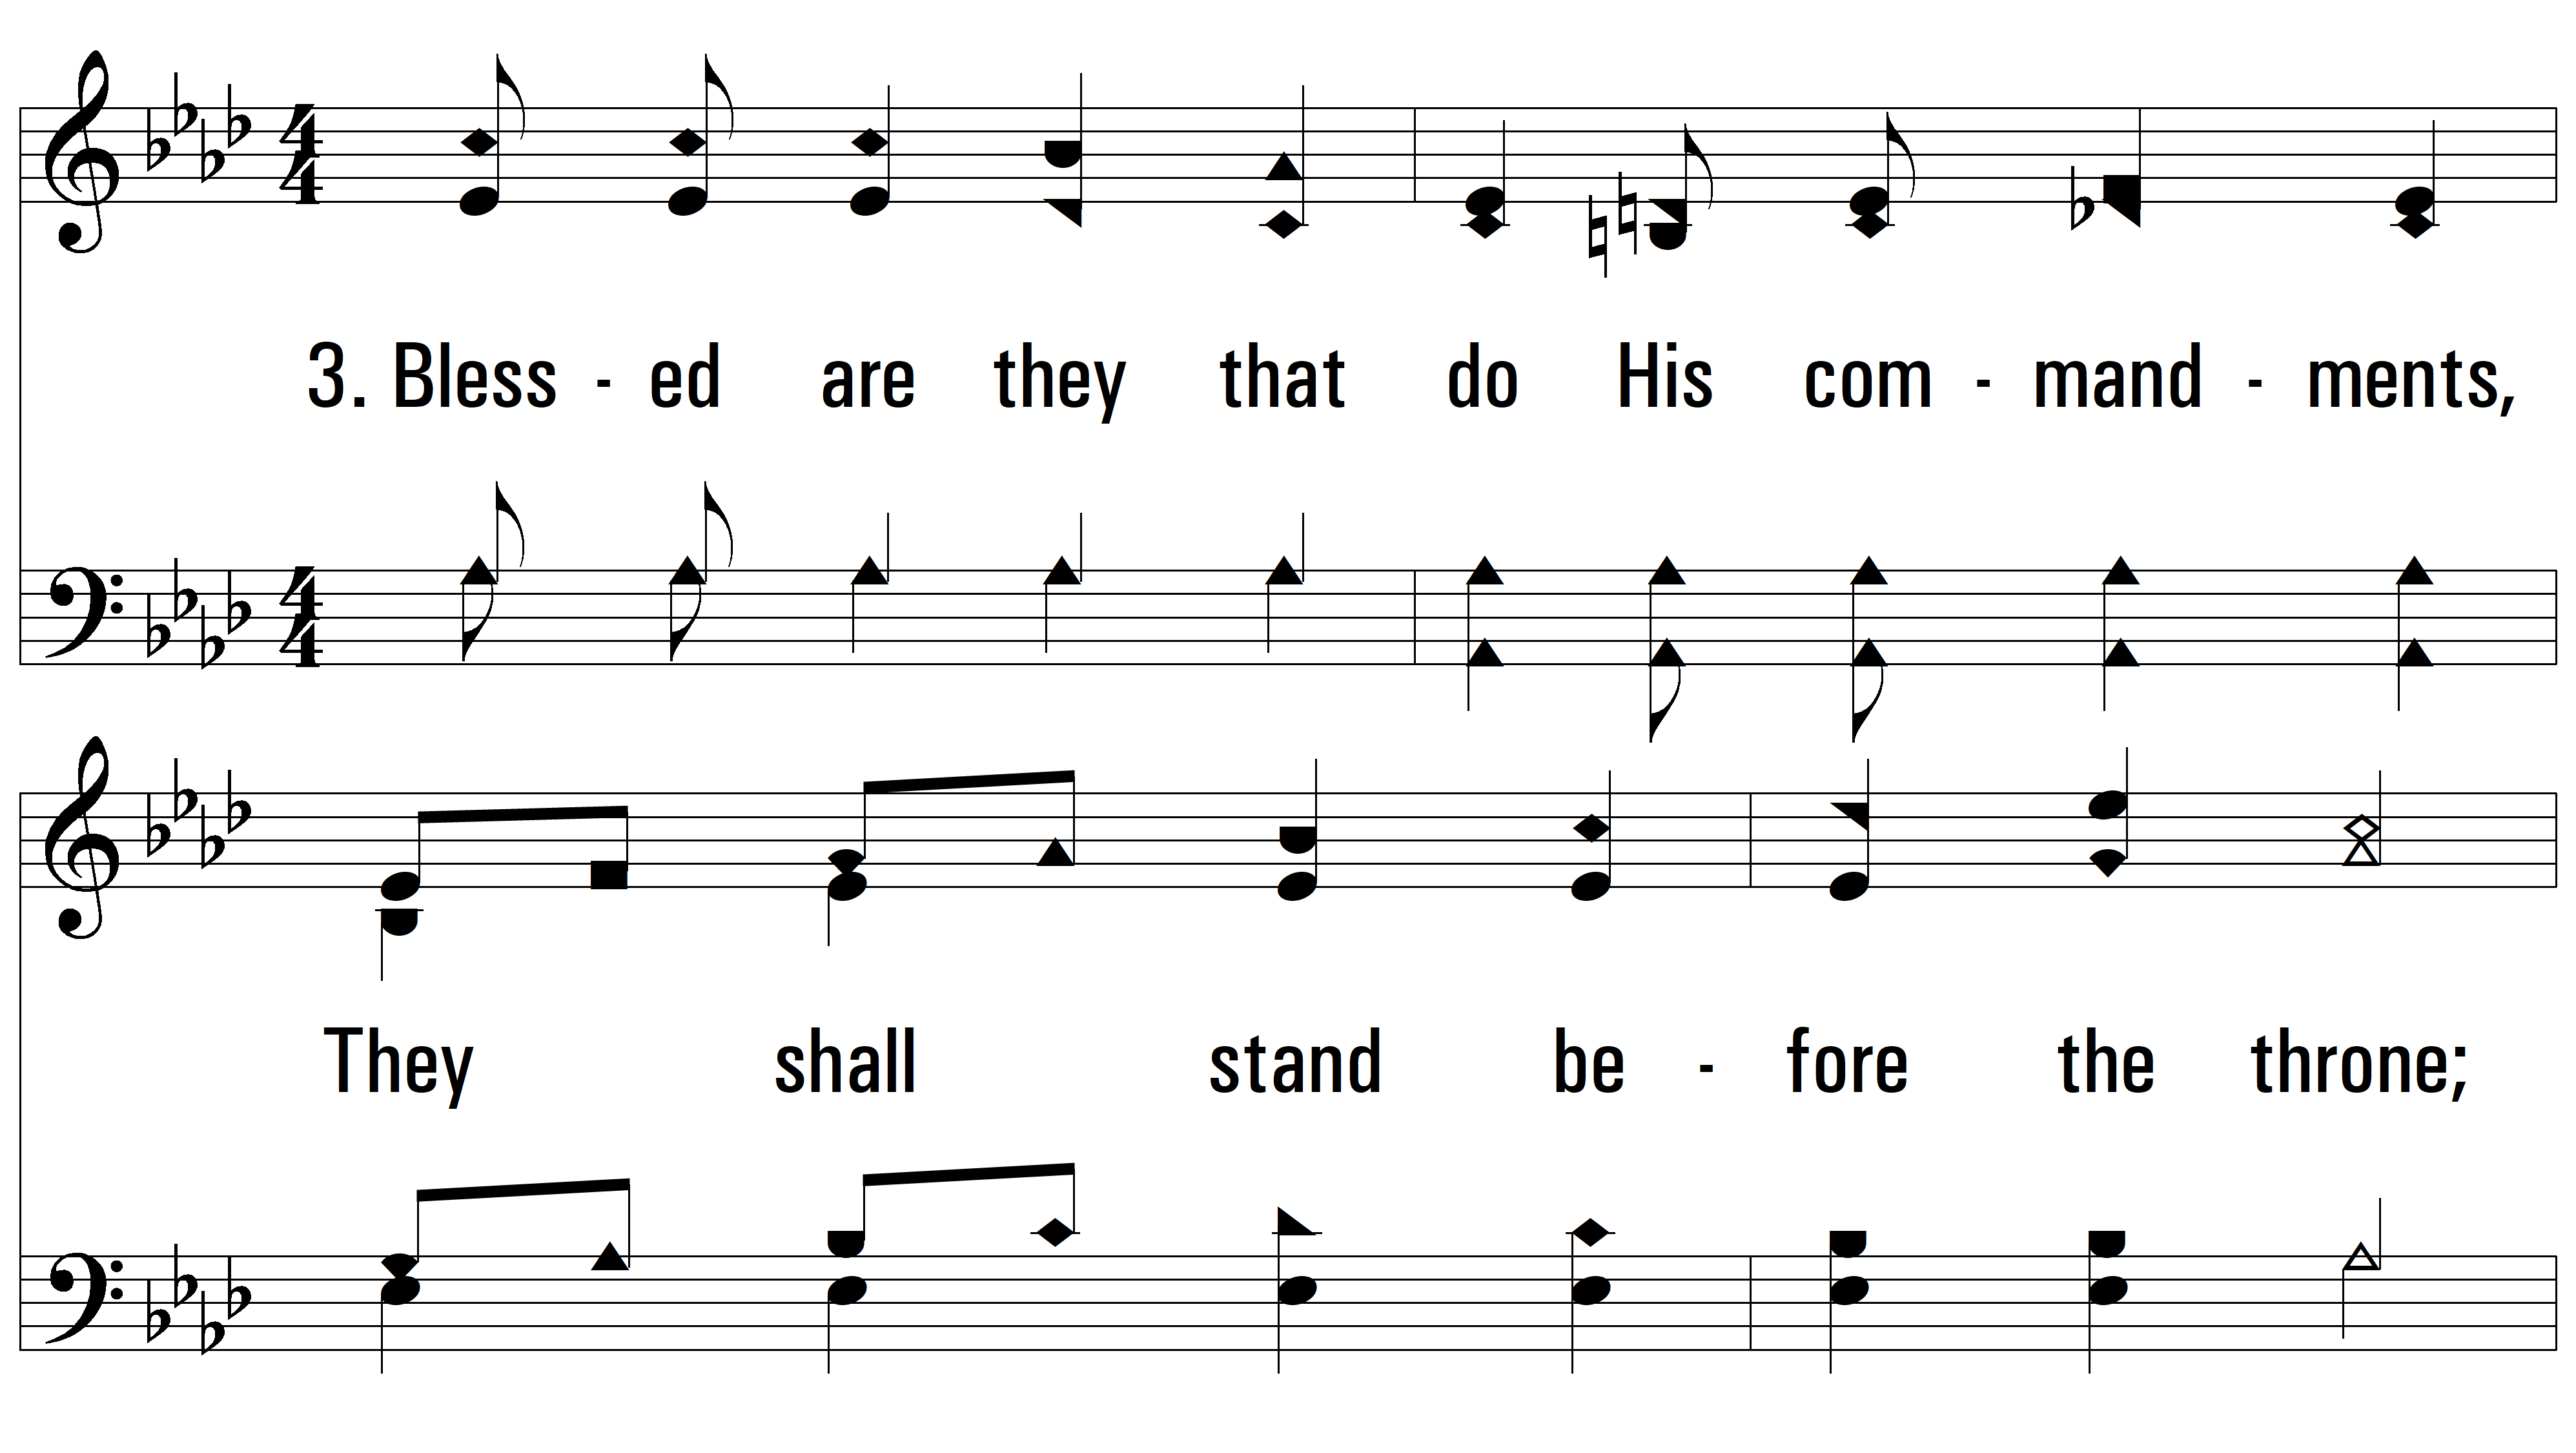 3. Bless - ed are they that do His com - mand - ments,
They shall stand be - fore the throne;